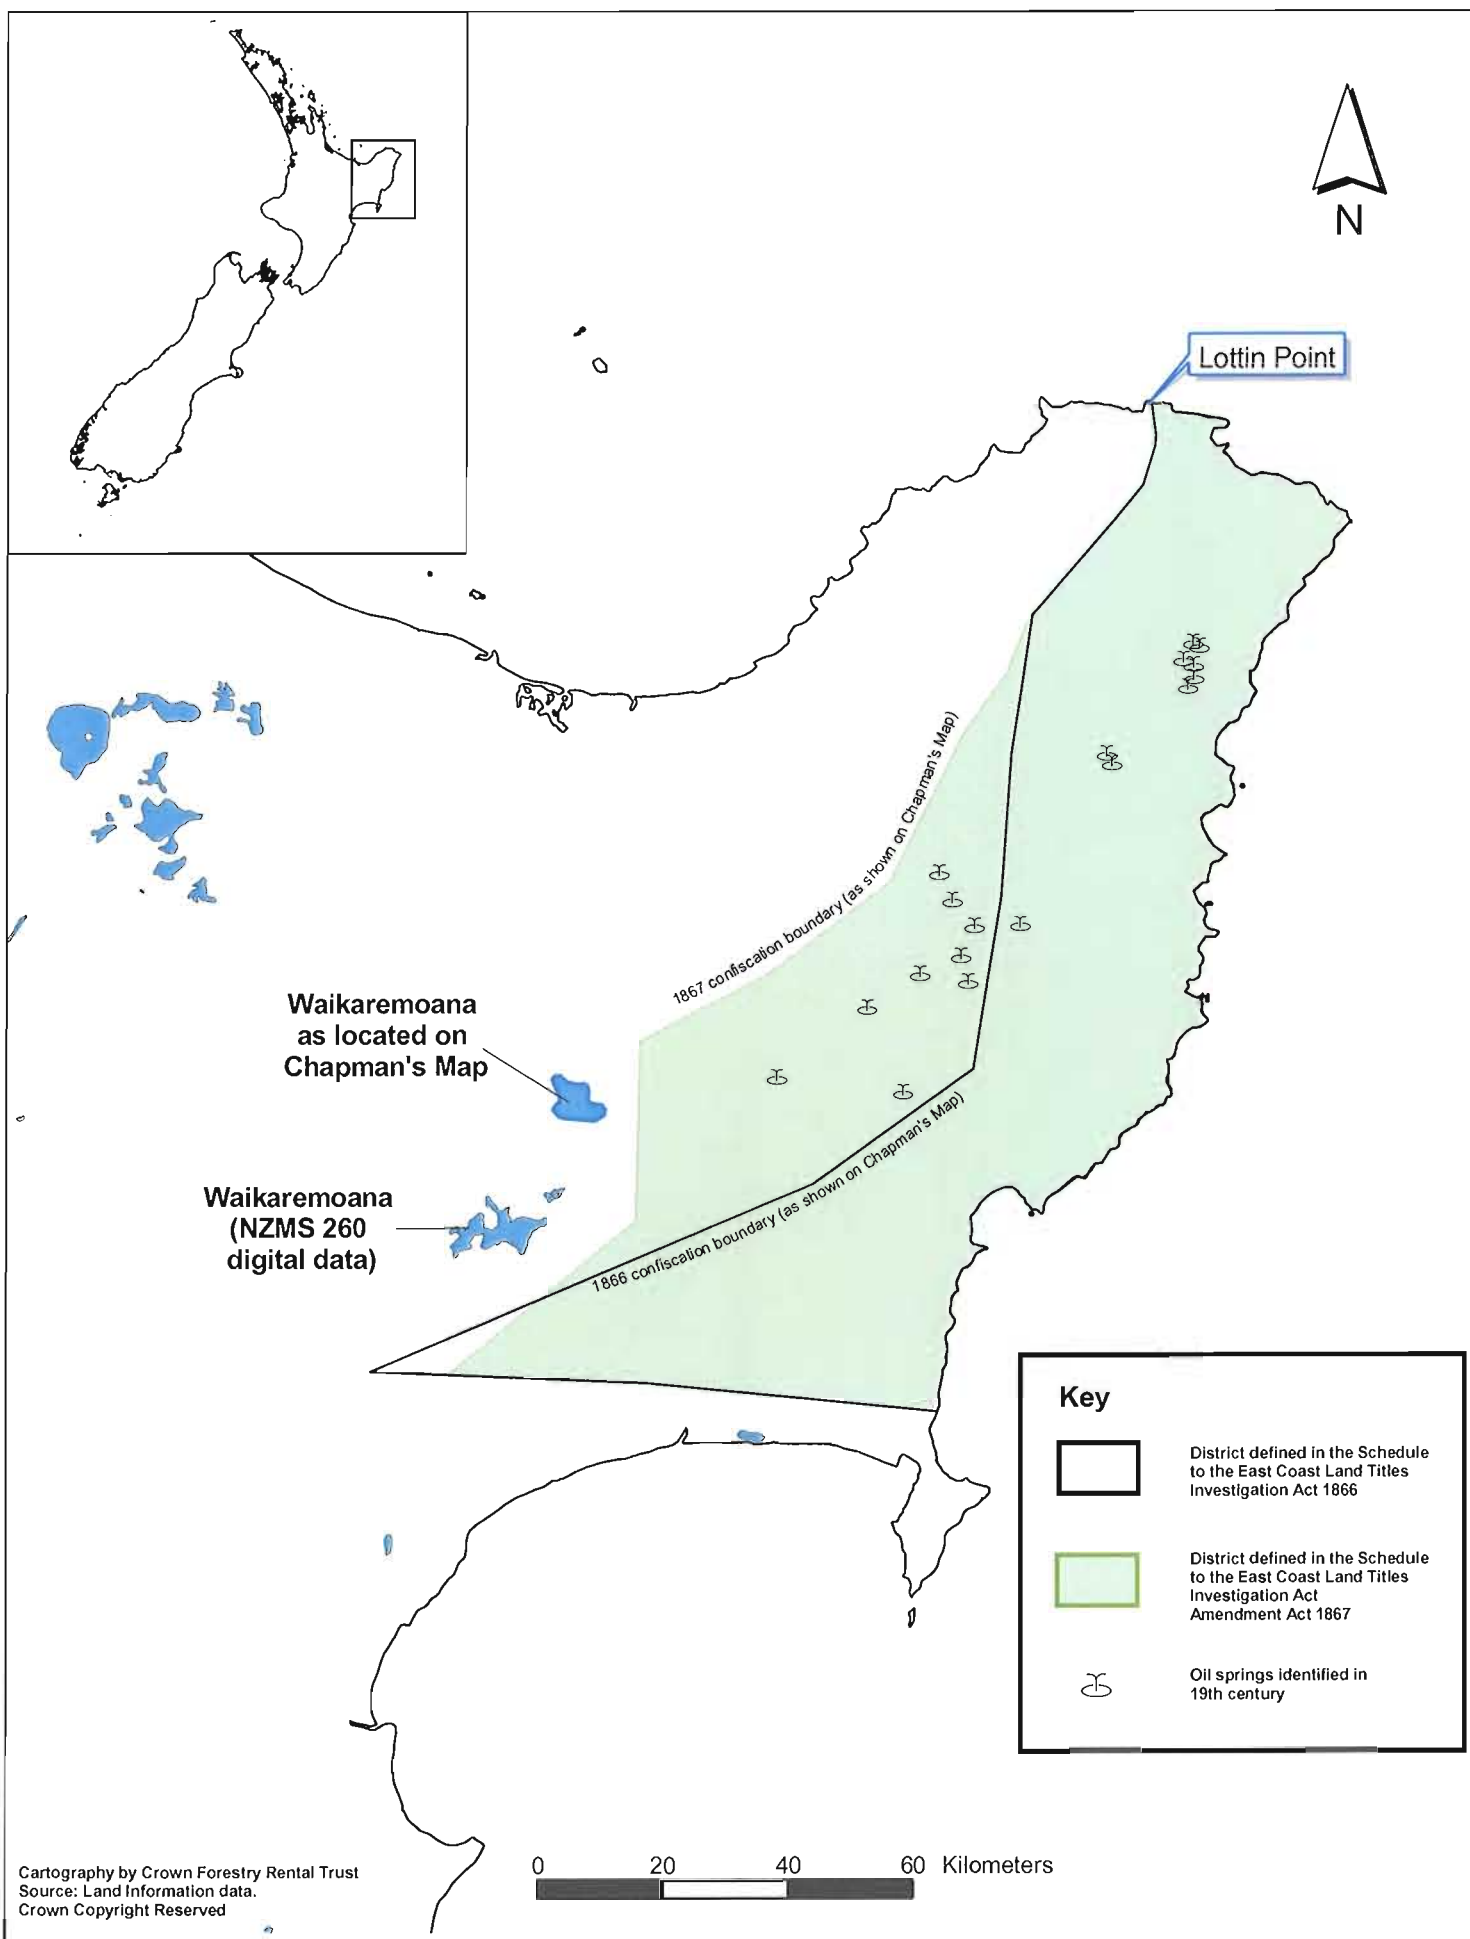 N
Lottin Point
1867 confiscation boundary (as shown on Chapman's Map)
Waikaremoana
as located on
Chapman's Map
Waikaremoana
(NZMS 260
digital data)
1866 confiscation boundary (as shown on Chapman's Map)
Key
District defined in the Schedule
to the East Coast Land Titles
Investigation Act 1866
District defined in the Schedule
to the East Coast Land Titles
Investigation Act
Amendment Act 1867
Oil springs identified in
19th century
0 20 40 60 Kilometers
Cartography by Crown Forestry Rental Trust
Source: Land Information data.
Crown Copyright Reserved